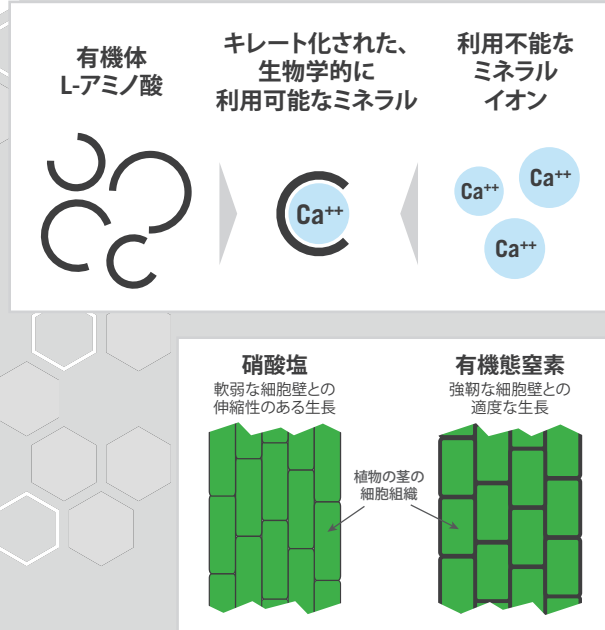 有機体
L-アミノ酸
キレート化された、
生物学的に
利用可能なミネラル
利用不能な
ミネラル
イオン
Ca++
Ca++
Ca++
Ca++
硝酸塩
軟弱な細胞壁との
伸縮性のある生長
有機態窒素
強靭な細胞壁との
適度な生長
植物の茎の
細胞組織